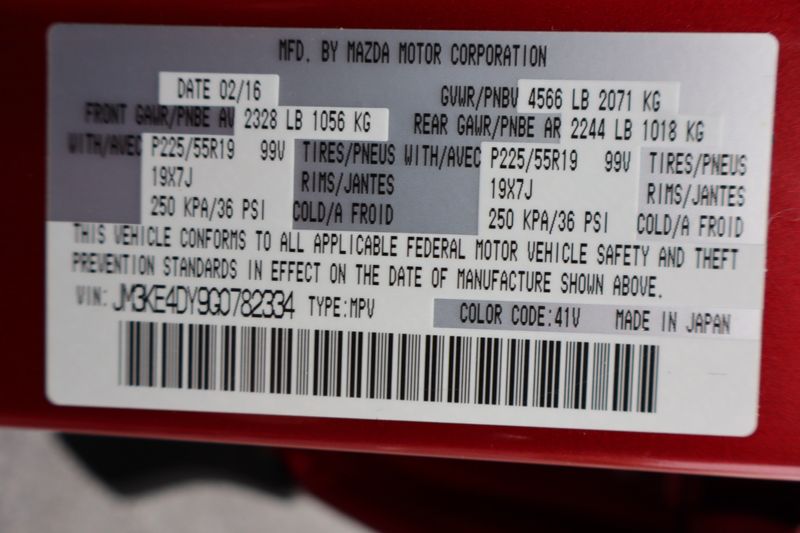 MFD. BY MAZDA MOTOR CORPORATION
DATE 02/16 GVWR/PNBV 4566 LB 2071 KG
FRONT GAWR/PNBE AV 2328 LB 1056 KG REAR GAWR/PNBE AR 2244 LB 1018 KG
WITH/AVEC P225/55R19 99V TIRES/PNEUS WITH/AVEC P225/55R19 99V TIRES/PNEUS
19X7J RIMS/JANTES 19X7J RIMS/JANTES
250 KPA/36 PSI COLD/A FROID 250 KPA/36 PSI COLD/A FROID
THIS VEHICLE CONFORMS TO ALL APPLICABLE FEDERAL MOTOR VEHICLE SAFETY AND THEFT
PREVENTION STANDARDS IN EFFECT ON THE DATE OF MANUFACTURE SHOWN ABOVE.
VIN: JM3KE4DY9G0782334 TYPE:MPV COLOR CODE:41V MADE IN JAPAN